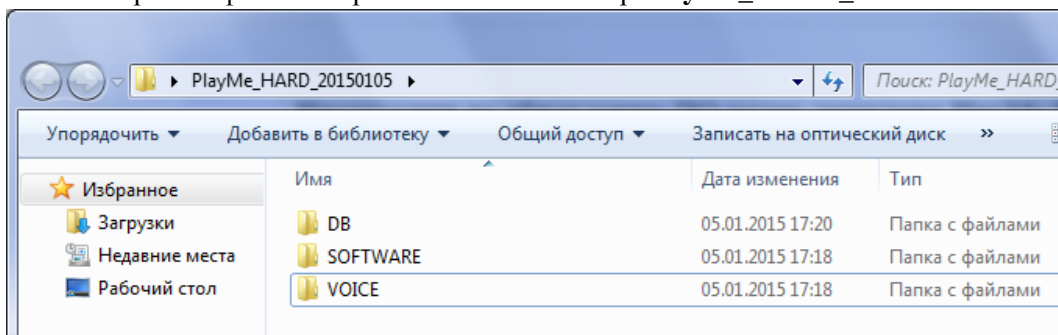 PlayMe_HARD_20150105
Поиск: PlayMe_HARD_
Упорядочить Добавить в библиотеку Общий доступ Записать на оптический диск »
Имя Дата изменения Тип
Избранное
Загрузки
Недавние места
Рабочий стол
DB 05.01.2015 17:20 Папка с файлами
SOFTWARE 05.01.2015 17:18 Папка с файлами
VOICE 05.01.2015 17:18 Папка с файлами